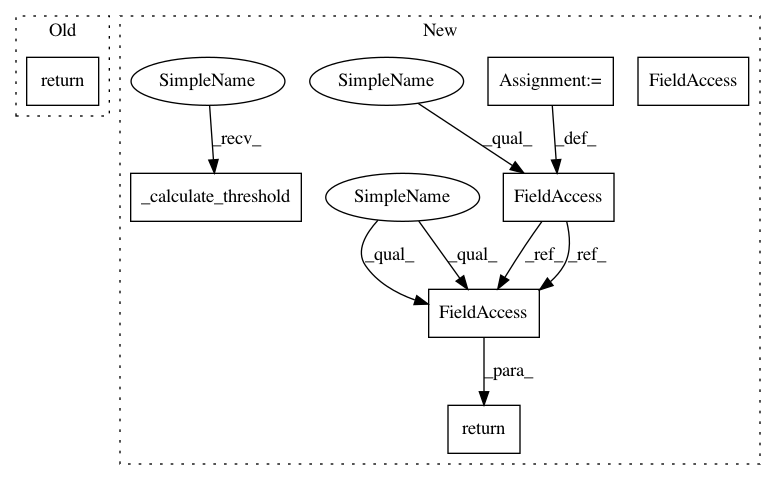 Old
New
return
SimpleName
SimpleName
Assignment:=
FieldAccess
_recv_
_qual_
_def_
_calculate_threshold
SimpleName
FieldAccess
_qual_
_qual_
_ref_
_ref_
FieldAccess
_para_
return